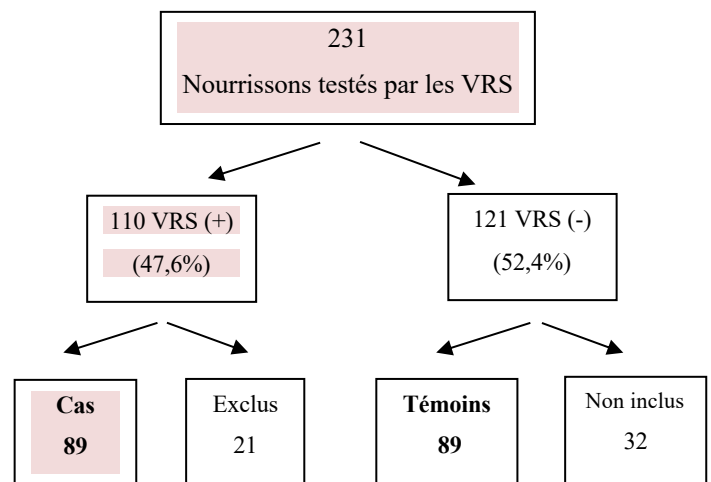 231
Nourrissons testés par les VRS
110 VRS (+)
(47,6%)
121 VRS (-)
(52,4%)
Cas
89
Exclus
21
Témoins
89
Non inclus
32